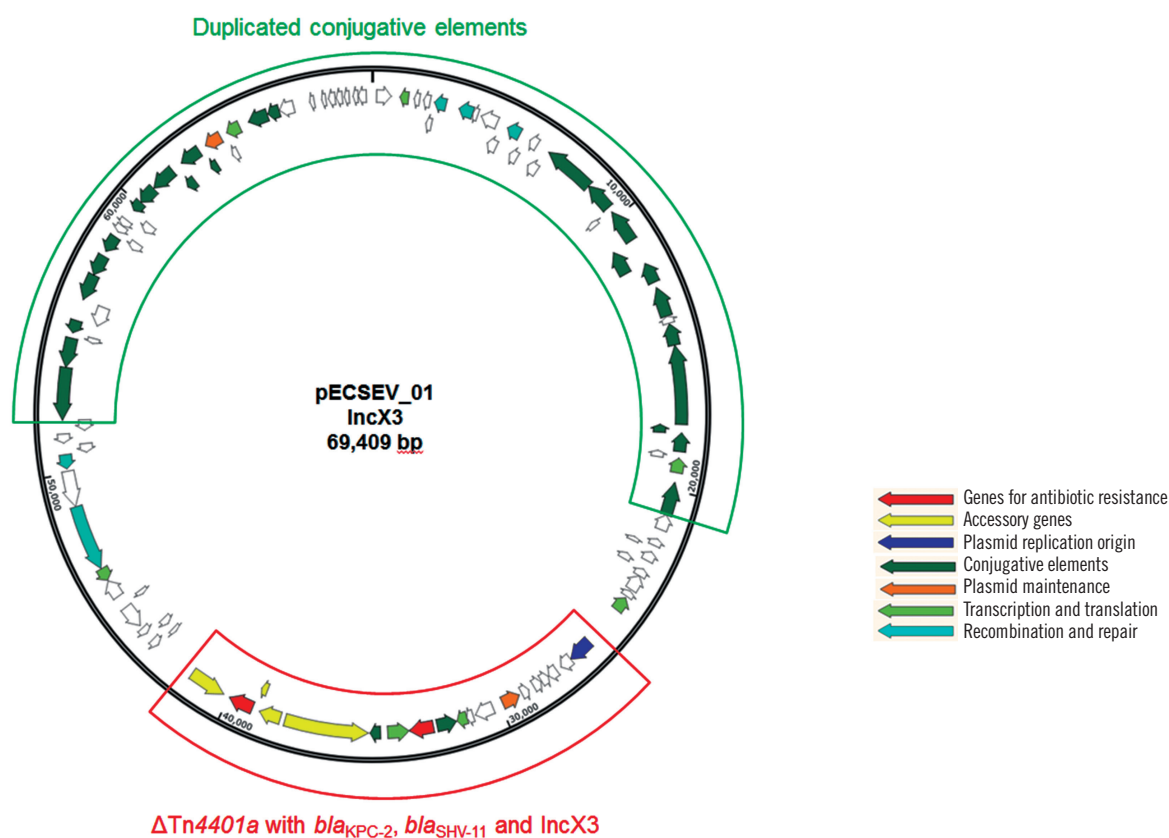 Duplicated conjugative elements
10,000
20,000
30,000
40,000
50,000
60,000
pECSEV_01
IncX3
69,409 bp
Genes for antibiotic resistance
Accessory genes
Plasmid replication origin
Conjugative elements
Plasmid maintenance
Transcription and translation
Recombination and repair
ΔTn4401a with blaKPC-2, blaSHV-11 and IncX3